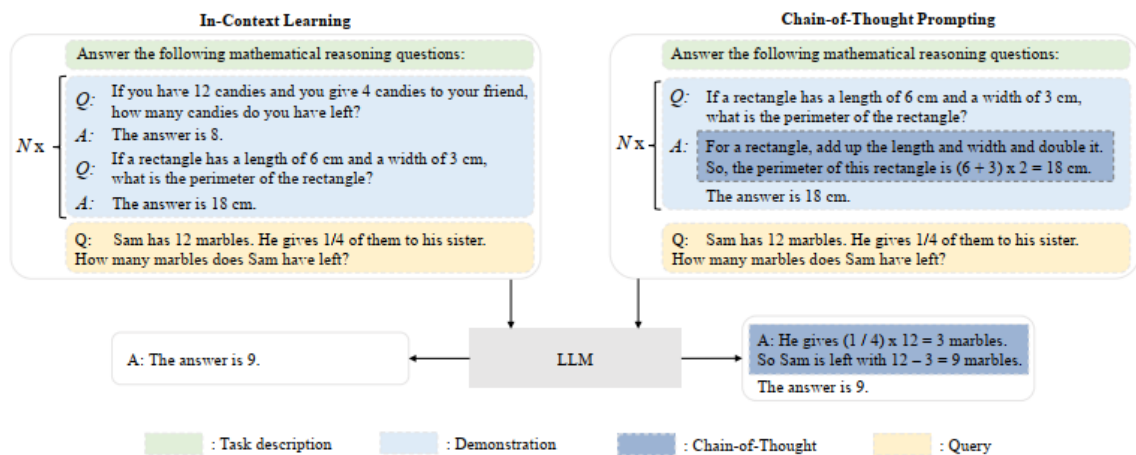 In-Context Learning
Answer the following mathematical reasoning questions:
N x
Q: If you have 12 candies and you give 4 candies to your friend,
how many candies do you have left?
A: The answer is 8.
Q: If a rectangle has a length of 6 cm and a width of 3 cm,
what is the perimeter of the rectangle?
A: The answer is 18 cm.
Q: Sam has 12 marbles. He gives 1/4 of them to his sister.
How many marbles does Sam have left?
Chain-of-Thought Prompting
Answer the following mathematical reasoning questions:
N x
Q: If a rectangle has a length of 6 cm and a width of 3 cm,
what is the perimeter of the rectangle?
A: For a rectangle, add up the length and width and double it.
So, the perimeter of this rectangle is (6 + 3) x 2 = 18 cm.
The answer is 18 cm.
Q: Sam has 12 marbles. He gives 1/4 of them to his sister.
How many marbles does Sam have left?
A: The answer is 9.
LLM
A: He gives (1 / 4) x 12 = 3 marbles.
So Sam is left with 12 – 3 = 9 marbles.
The answer is 9.
: Task description
: Demonstration
: Chain-of-Thought
: Query